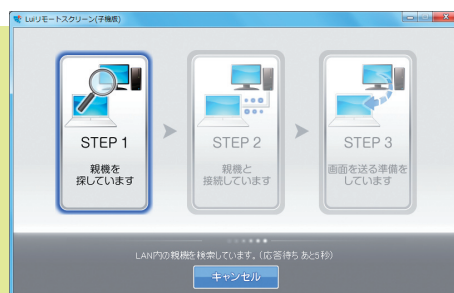 Luiリモートスクリーン(子機版)
STEP 1
親機を
探しています
STEP 2
親機と
接続しています
STEP 3
画面を送る準備を
しています
LAN内の親機を検索しています。(応答待ち あと5秒)
キャンセル